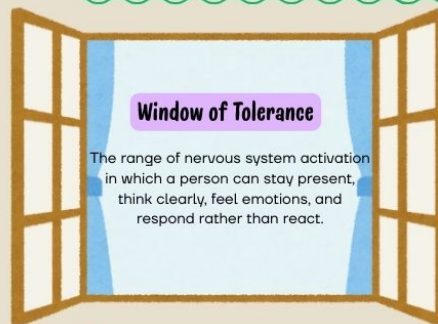 Window of Tolerance
The range of nervous system activation
in which a person can stay present,
think clearly, feel emotions, and
respond rather than react.